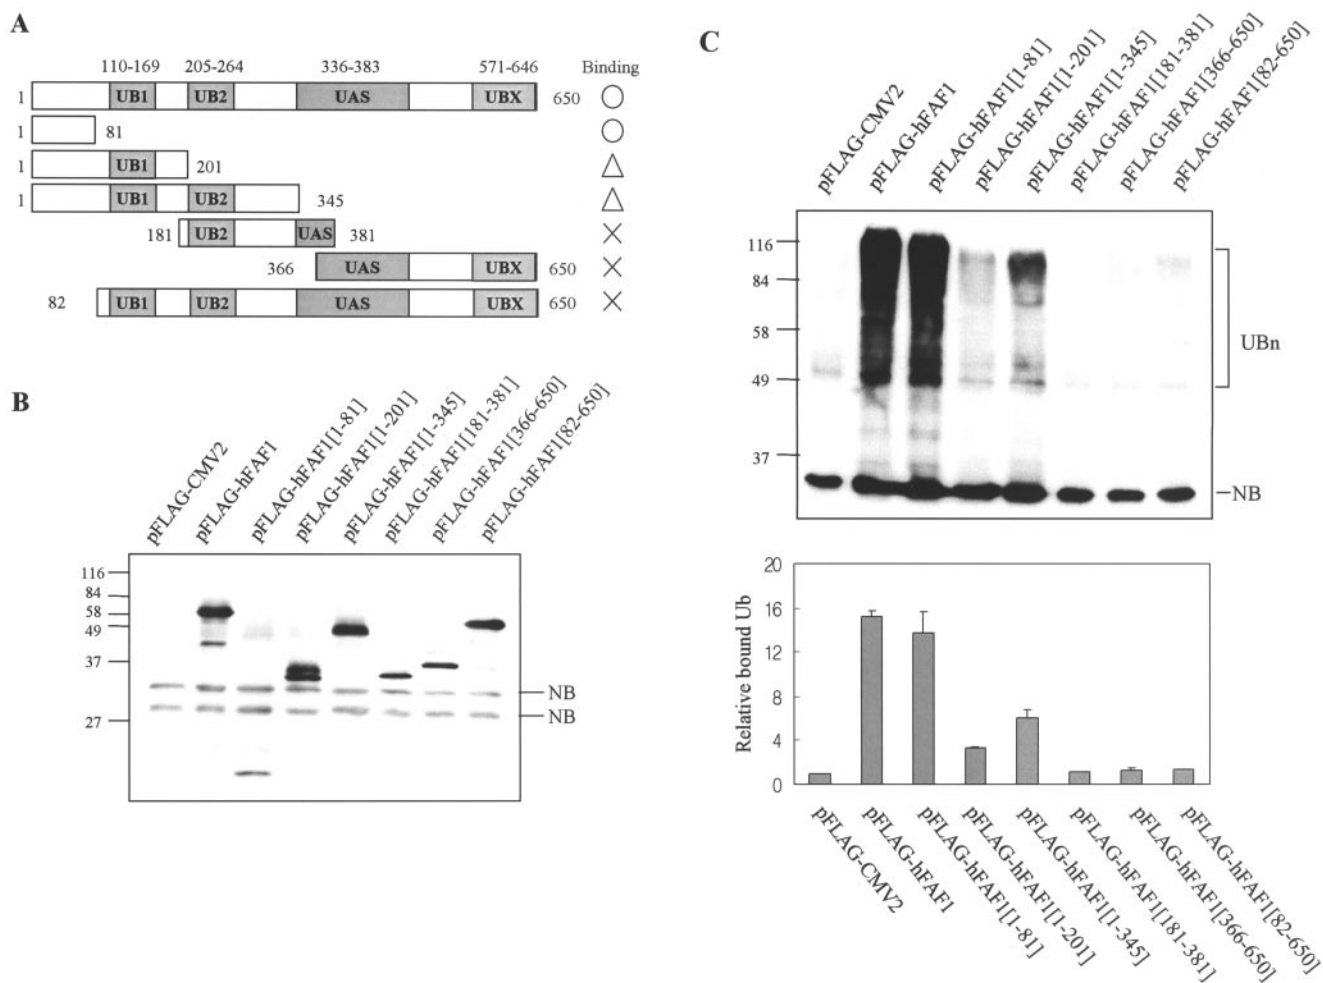 A
110-169 205-264 336-383 571-646 Binding
1 UB1 UB2 UAS UBX 650
1 81
1 UB1 201
1 UB1 UB2 345
181 UB2 UAS 381
366 UAS UBX 650
82 UB1 UB2 UAS UBX 650
B
pFLAG-CMV2
pFLAG-hFAF1
pFLAG-hFAF1[1-81]
pFLAG-hFAF1[1-201]
pFLAG-hFAF1[1-345]
pFLAG-hFAF1[181-381]
pFLAG-hFAF1[366-650]
pFLAG-hFAF1[82-650]
116
84
58
49
37
27
NB
NB
C
pFLAG-CMV2
pFLAG-hFAF1
pFLAG-hFAF1[1-81]
pFLAG-hFAF1[1-201]
pFLAG-hFAF1[1-345]
pFLAG-hFAF1[181-381]
pFLAG-hFAF1[366-650]
pFLAG-hFAF1[82-650]
116
84
58
49
37
UBn
NB
Relative bound Ub
20
16
12
8
4
0
pFLAG-CMV2
pFLAG-hFAF1
pFLAG-hFAF1[1-81]
pFLAG-hFAF1[1-201]
pFLAG-hFAF1[1-345]
pFLAG-hFAF1[181-381]
pFLAG-hFAF1[366-650]
pFLAG-hFAF1[82-650]